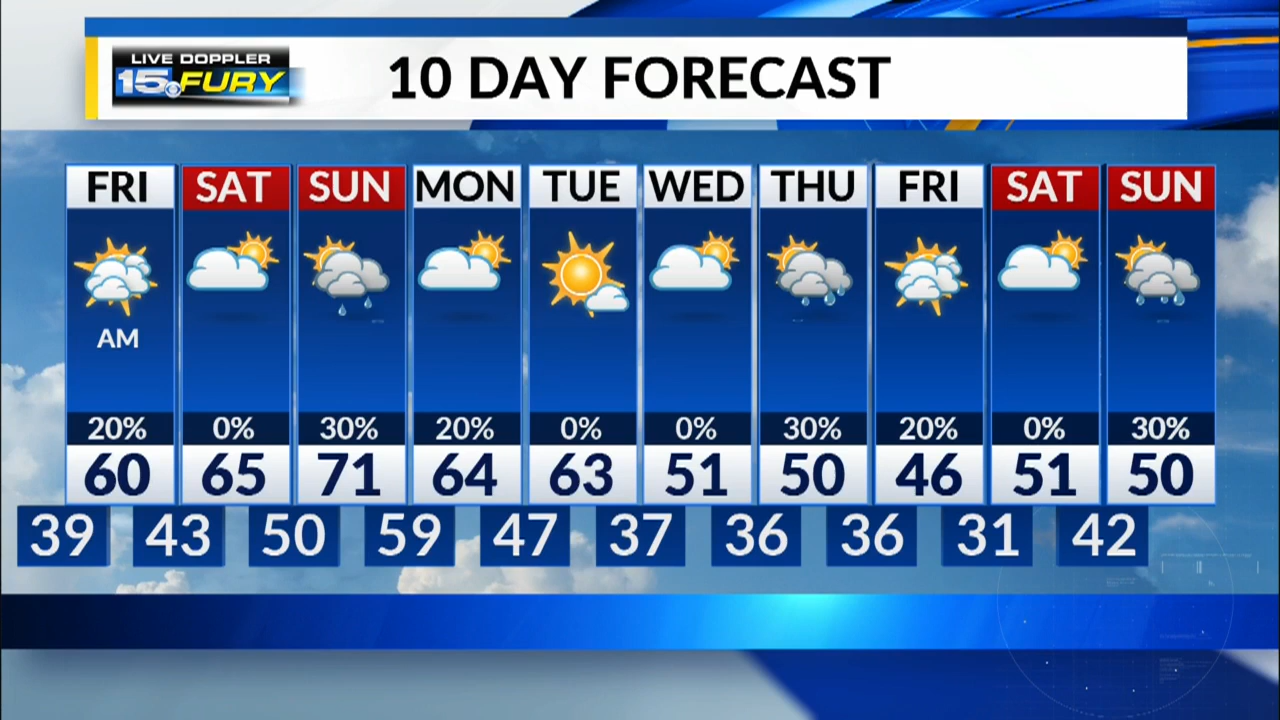 LIVE DOPPLER
15 FURY
10 DAY FORECAST
FRI SAT SUN MON TUE WED THU FRI SAT SUN
AM
20% 0% 30% 20% 0% 0% 30% 20% 0% 30%
60 65 71 64 63 51 50 46 51 50
39 43 50 59 47 37 36 36 31 42